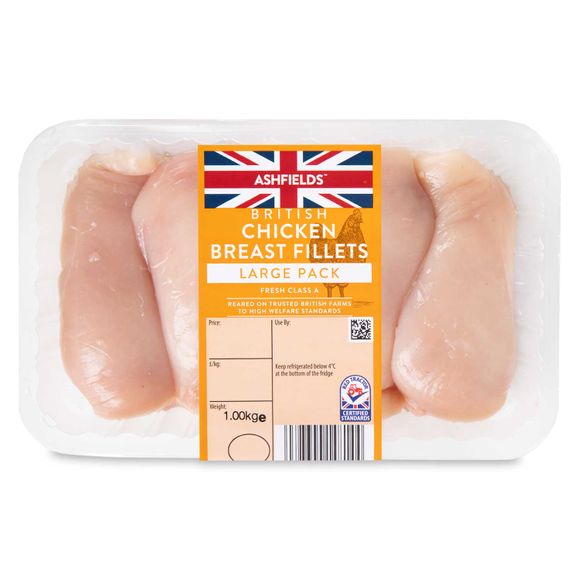 ASHFIELDS™
BRITISH
CHICKEN
BREAST FILLETS
LARGE PACK
FRESH CLASS A
REARED ON TRUSTED BRITISH FARMS
TO HIGH WELFARE STANDARDS
Price:
Use By:
£/kg:
Keep refrigerated below 4°C
at the bottom of the fridge
Weight:
1.00kge
RED TRACTOR
CERTIFIED
STANDARDS